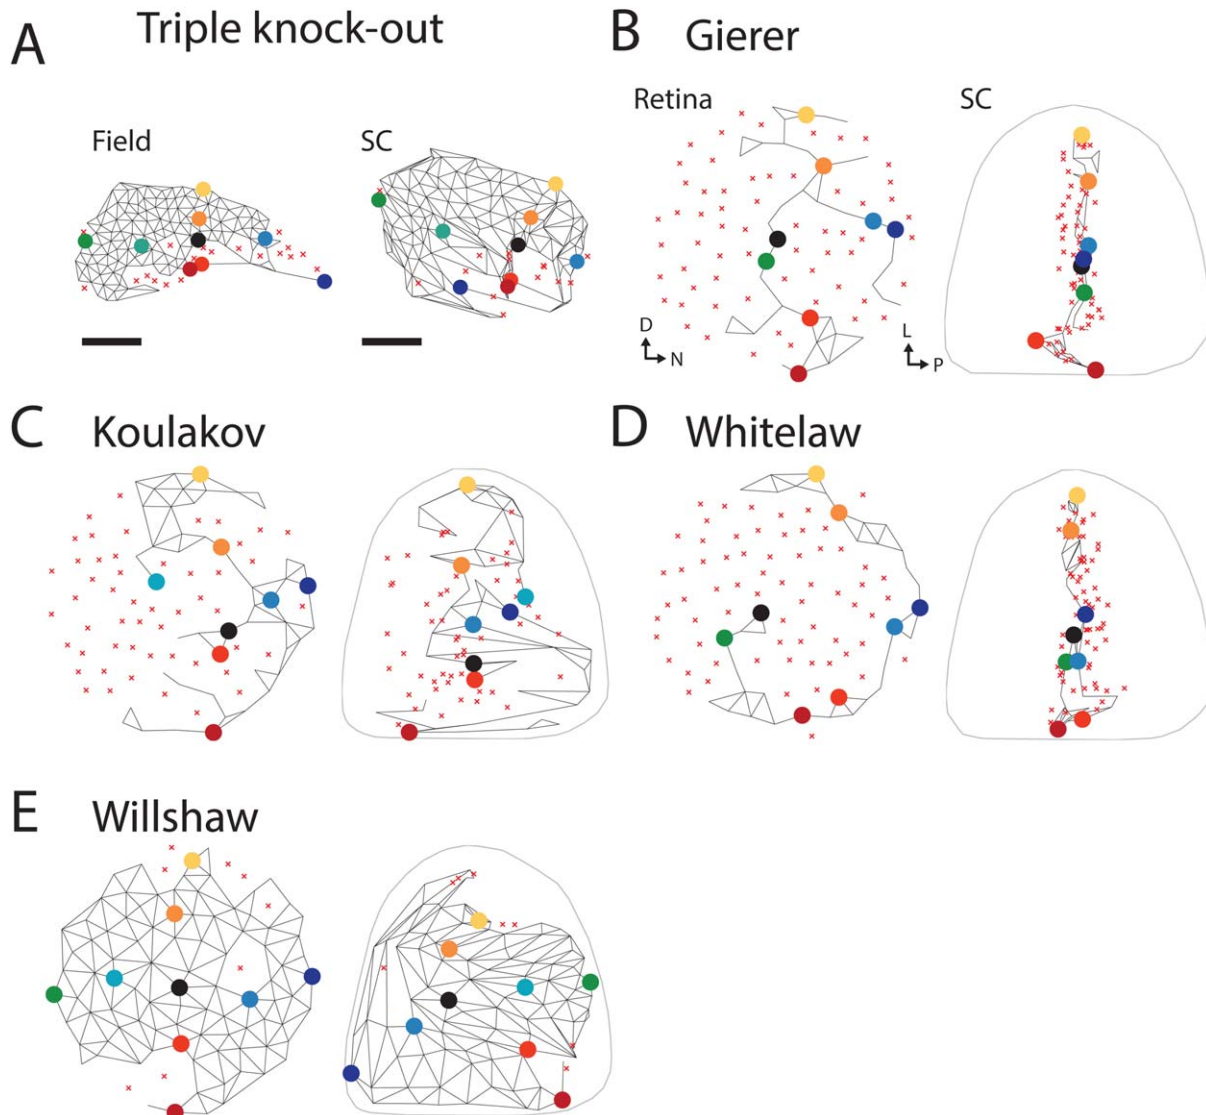 A Triple knock-out
Field
SC
B Gierer
Retina
SC
D
N
L
P
C Koulakov
D Whitelaw
E Willshaw